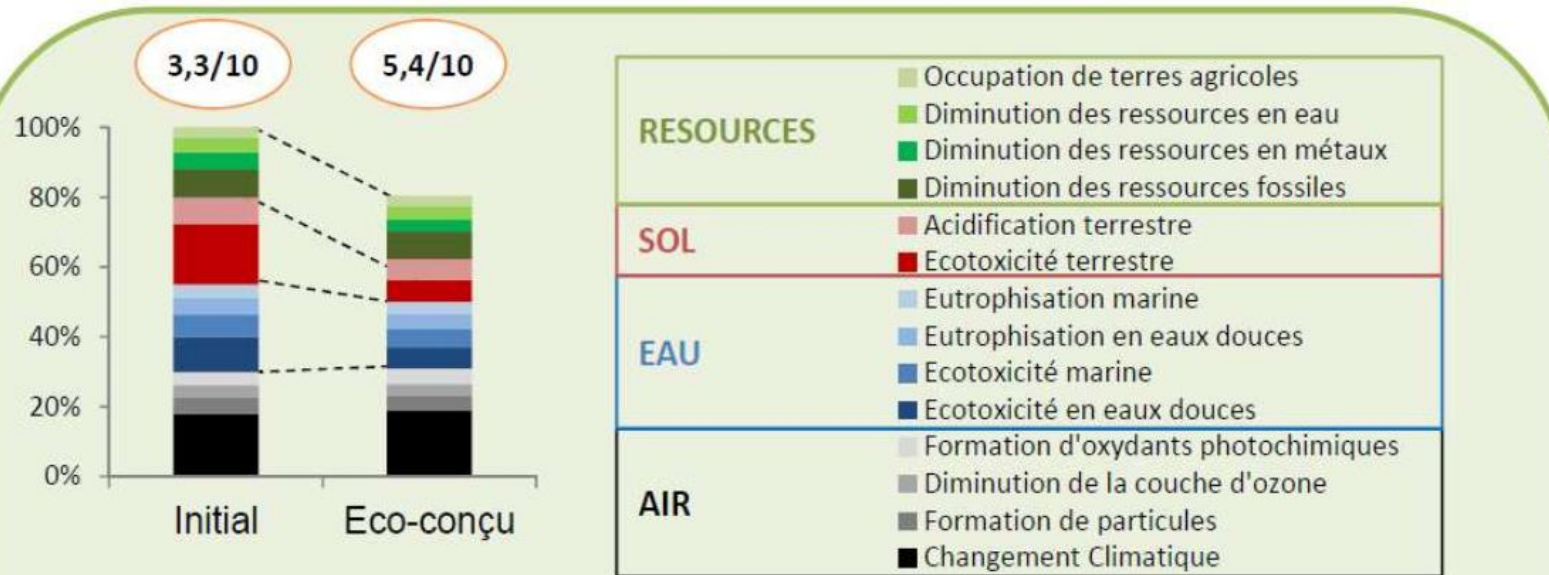 3,3/10
5,4/10
100%
80%
60%
40%
20%
0%
Initial
Eco-conçu
RESOURCES
Occupation de terres agricoles
Diminution des ressources en eau
Diminution des ressources en métaux
Diminution des ressources fossiles
SOL
Acidification terrestre
Ecotoxicité terrestre
EAU
Eutrophisation marine
Eutrophisation en eaux douces
Ecotoxicité marine
Ecotoxicité en eaux douces
AIR
Formation d'oxydants photochimiques
Diminution de la couche d'ozone
Formation de particules
Changement Climatique